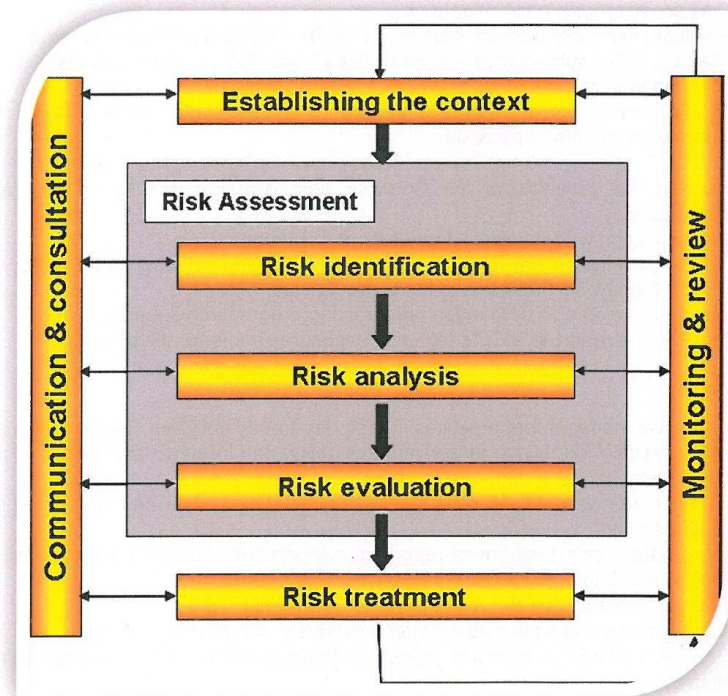 Establishing the context
Risk Assessment
Risk identification
Risk analysis
Risk evaluation
Risk treatment
Communication & consultation
Monitoring & review